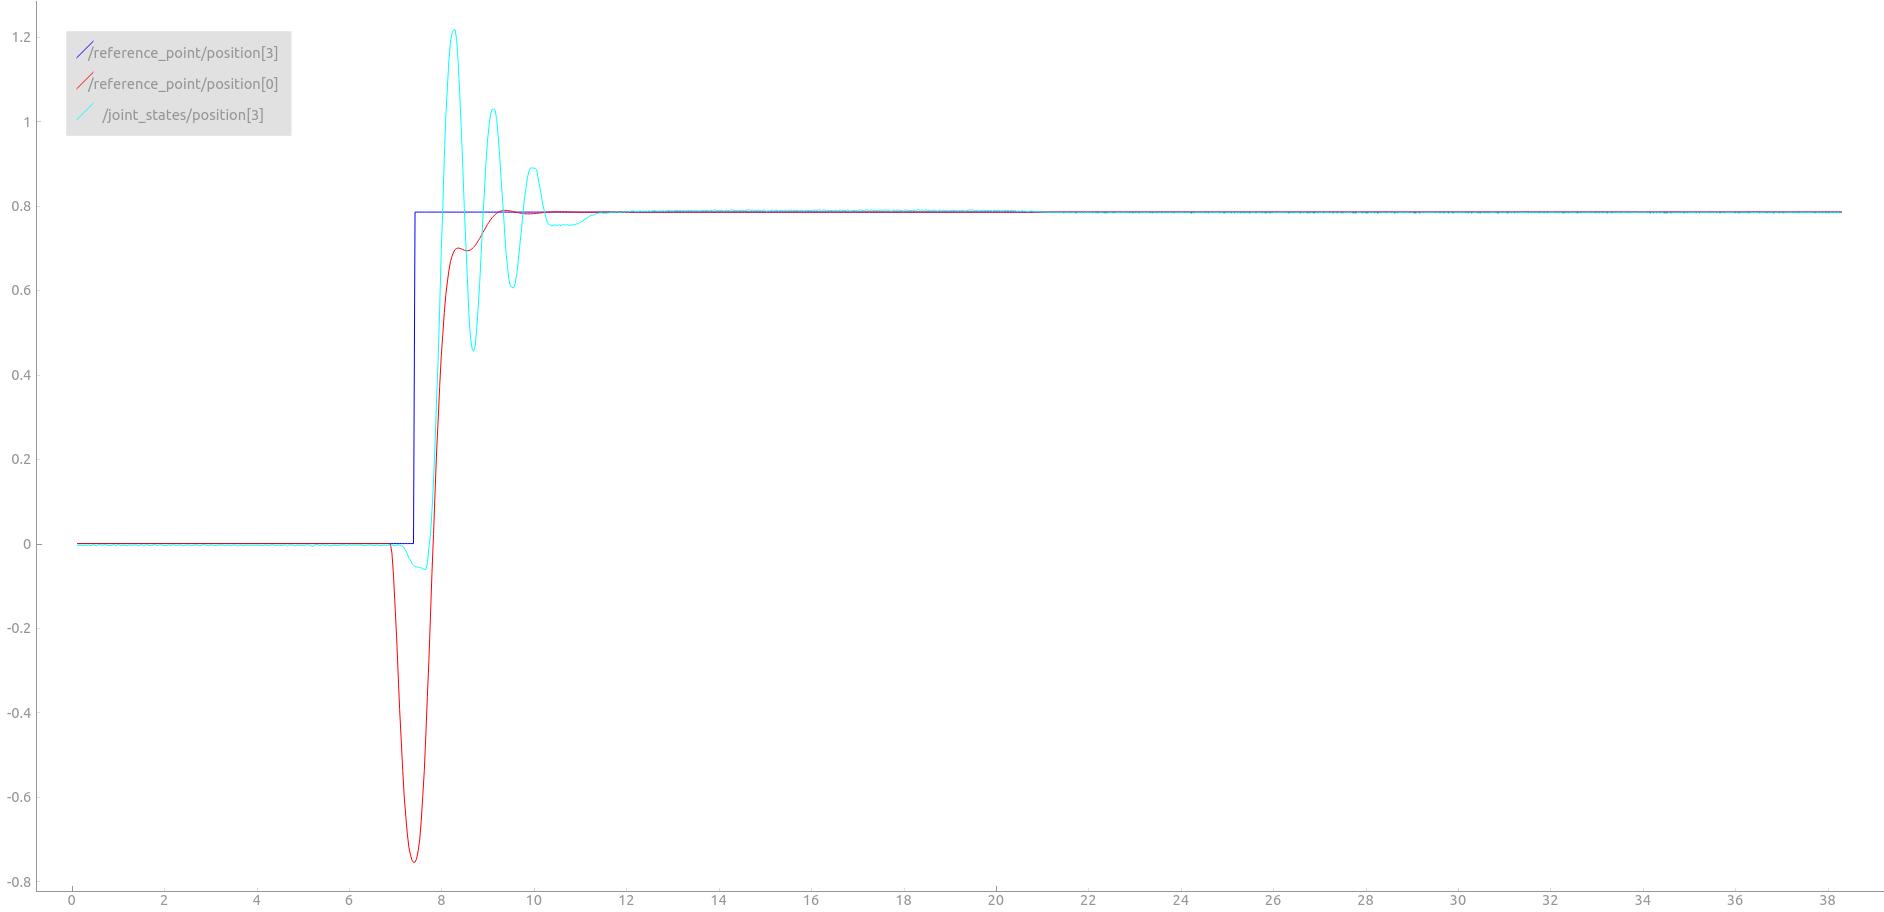 1.2
/reference_point/position[3]
/reference_point/position[0]
/joint_states/position[3]
1
0.8
0.6
0.4
0.2
0
-0.2
-0.4
-0.6
-0.8
0 2 4 6 8 10 12 14 16 18 20 22 24 26 28 30 32 34 36 38